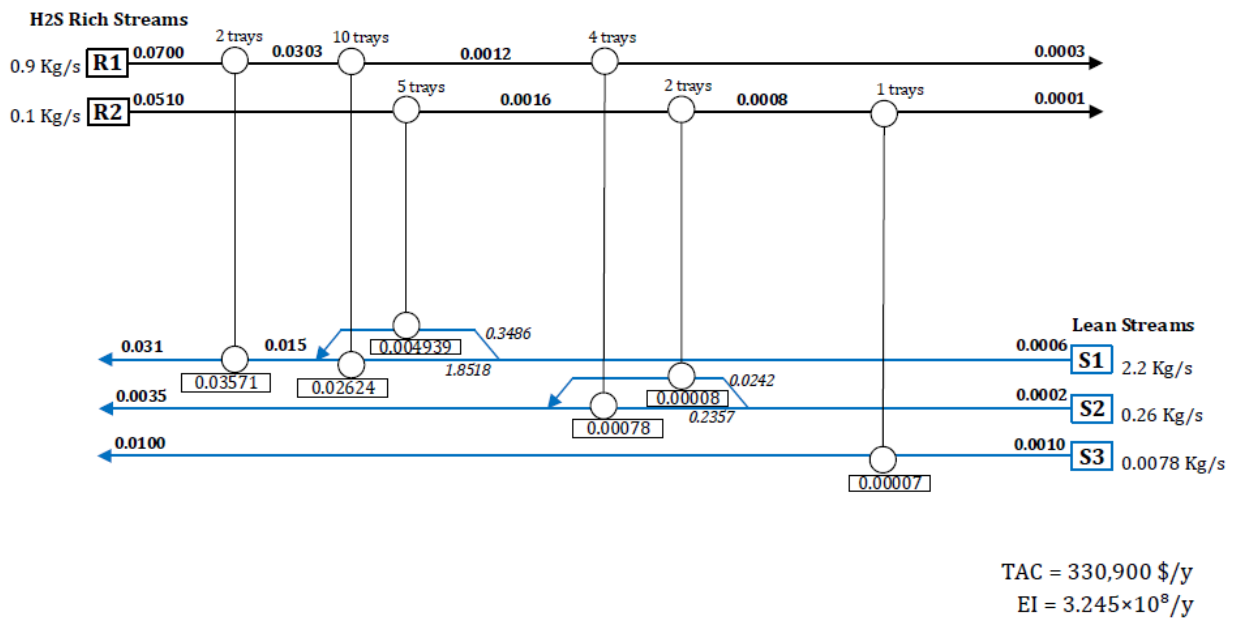 H2S Rich Streams
2 trays
10 trays
4 trays
0.9 Kg/s
R1
0.0700
0.0303
0.0012
0.0003
5 trays
2 trays
1 trays
0.1 Kg/s
R2
0.0510
0.0016
0.0008
0.0001
0.3486
Lean Streams
0.004939
0.031
0.015
0.0006
S1
2.2 Kg/s
1.8518
0.03571
0.02624
0.0242
0.00008
0.0035
0.0002
S2
0.26 Kg/s
0.2357
0.00078
0.0100
0.0010
S3
0.0078 Kg/s
0.00007
TAC = 330,900 $/y
EI = 3.245×10⁸/y